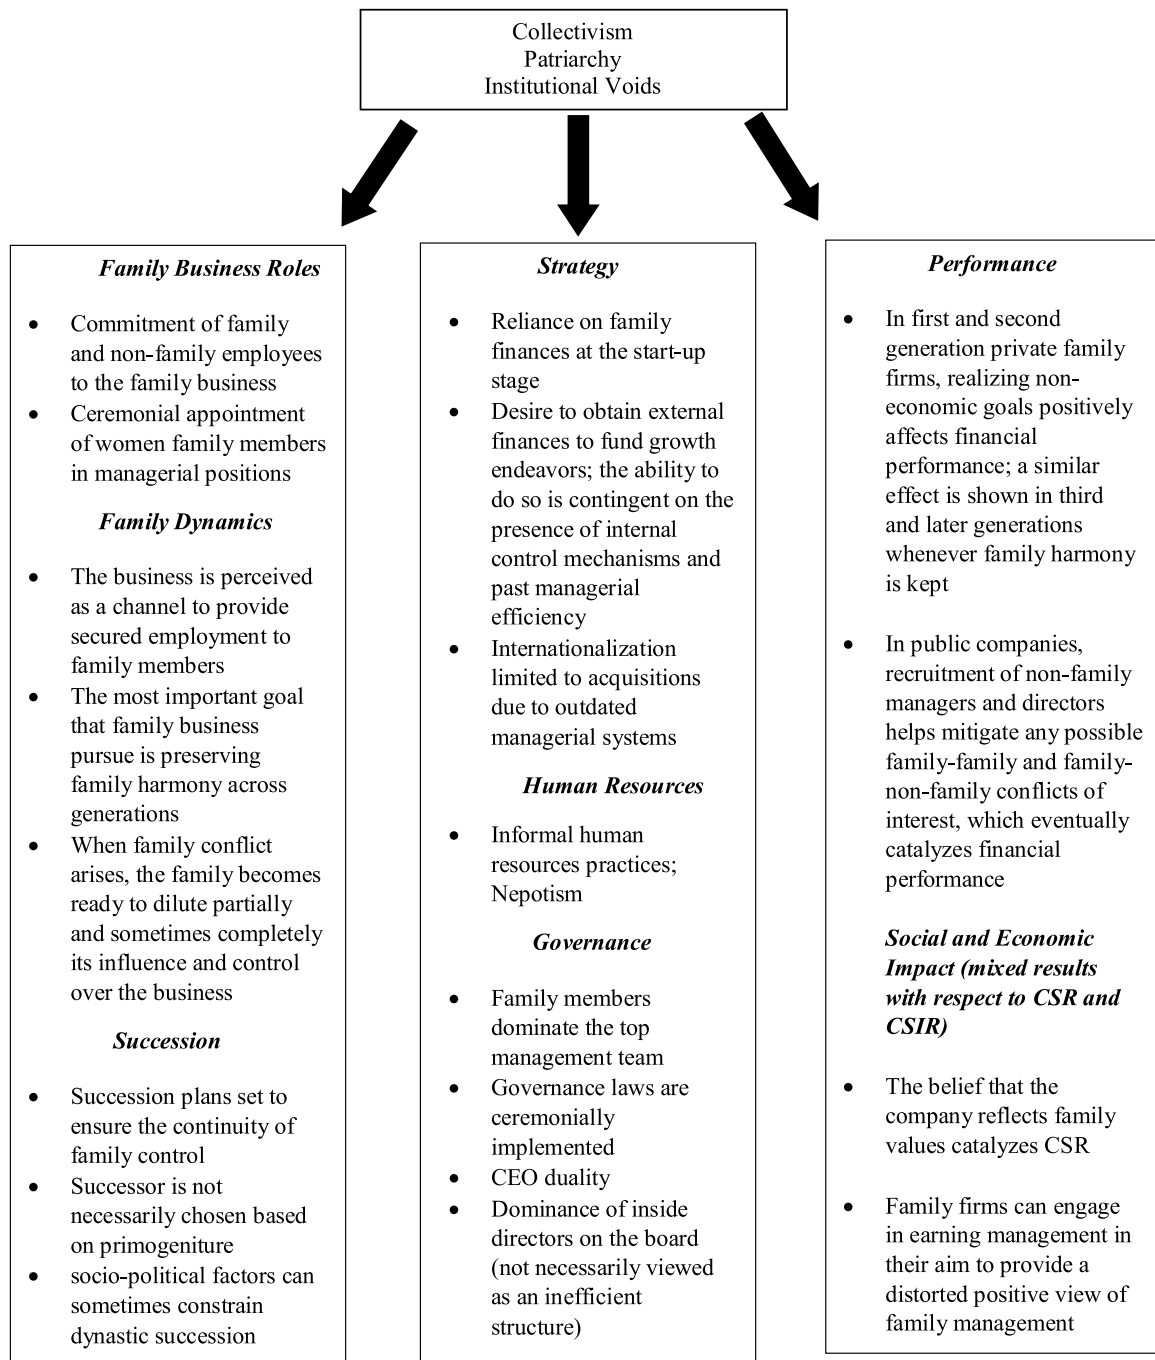 Collectivism
Patriarchy
Institutional Voids
Family Business Roles
• Commitment of family
and non-family employees
to the family business
• Ceremonial appointment
of women family members
in managerial positions
Family Dynamics
• The business is perceived
as a channel to provide
secured employment to
family members
• The most important goal
that family business
pursue is preserving
family harmony across
generations
• When family conflict
arises, the family becomes
ready to dilute partially
and sometimes completely
its influence and control
over the business
Succession
• Succession plans set to
ensure the continuity of
family control
• Successor is not
necessarily chosen based
on primogeniture
• socio-political factors can
sometimes constrain
dynastic succession
Strategy
• Reliance on family
finances at the start-up
stage
• Desire to obtain external
finances to fund growth
endeavors; the ability to
do so is contingent on the
presence of internal
control mechanisms and
past managerial
efficiency
• Internationalization
limited to acquisitions
due to outdated
managerial systems
Human Resources
• Informal human
resources practices;
Nepotism
Governance
• Family members
dominate the top
management team
• Governance laws are
ceremonially
implemented
• CEO duality
• Dominance of inside
directors on the board
(not necessarily viewed
as an inefficient
structure)
Performance
• In first and second
generation private family
firms, realizing non-
economic goals positively
affects financial
performance; a similar
effect is shown in third
and later generations
whenever family harmony
is kept
• In public companies,
recruitment of non-family
managers and directors
helps mitigate any possible
family-family and family-
non-family conflicts of
interest, which eventually
catalyzes financial
performance
Social and Economic
Impact (mixed results
with respect to CSR and
CSIR)
• The belief that the
company reflects family
values catalyzes CSR
• Family firms can engage
in earning management in
their aim to provide a
distorted positive view of
family management